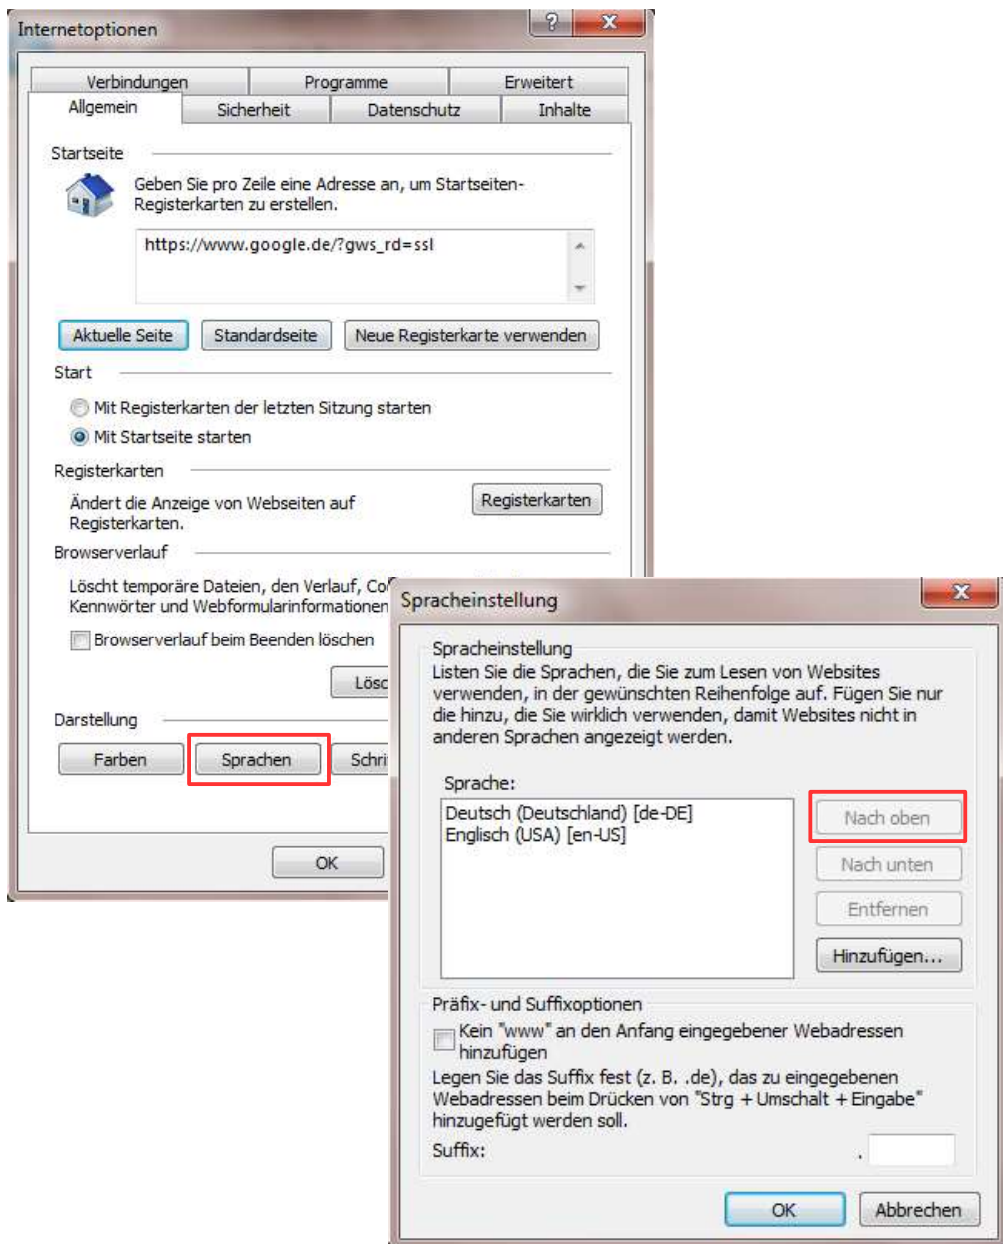 Internetoptionen
?
Verbindungen Programme Erweitert
Allgemein Sicherheit Datenschutz Inhalte
Startseite
Geben Sie pro Zeile eine Adresse an, um Startseiten-
Registerkarten zu erstellen.
https://www.google.de/?gws_rd=ssl
Aktuelle Seite Standardseite Neue Registerkarte verwenden
Start
Mit Registerkarten der letzten Sitzung starten
Mit Startseite starten
Registerkarten
Ändert die Anzeige von Webseiten auf
Registerkarten.
Registerkarten
Browserverlauf
Löscht temporäre Dateien, den Verlauf, Co
Kennwörter und Webformularinformationen
Browserverlauf beim Beenden löschen
Lösc
Darstellung
Farben Sprachen Schri
OK
Spracheinstellung
Spracheinstellung
Listen Sie die Sprachen, die Sie zum Lesen von Websites
verwenden, in der gewünschten Reihenfolge auf. Fügen Sie nur
die hinzu, die Sie wirklich verwenden, damit Websites nicht in
anderen Sprachen angezeigt werden.
Sprache:
Deutsch (Deutschland) [de-DE]
Englisch (USA) [en-US]
Nach oben
Nach unten
Entfernen
Hinzufügen...
Präfix- und Suffixoptionen
Kein "www" an den Anfang eingegebener Webadressen
hinzufügen
Legen Sie das Suffix fest (z. B. .de), das zu eingegebenen
Webadressen beim Drücken von "Strg + Umschalt + Eingabe"
hinzugefügt werden soll.
Suffix: .
OK Abbrechen